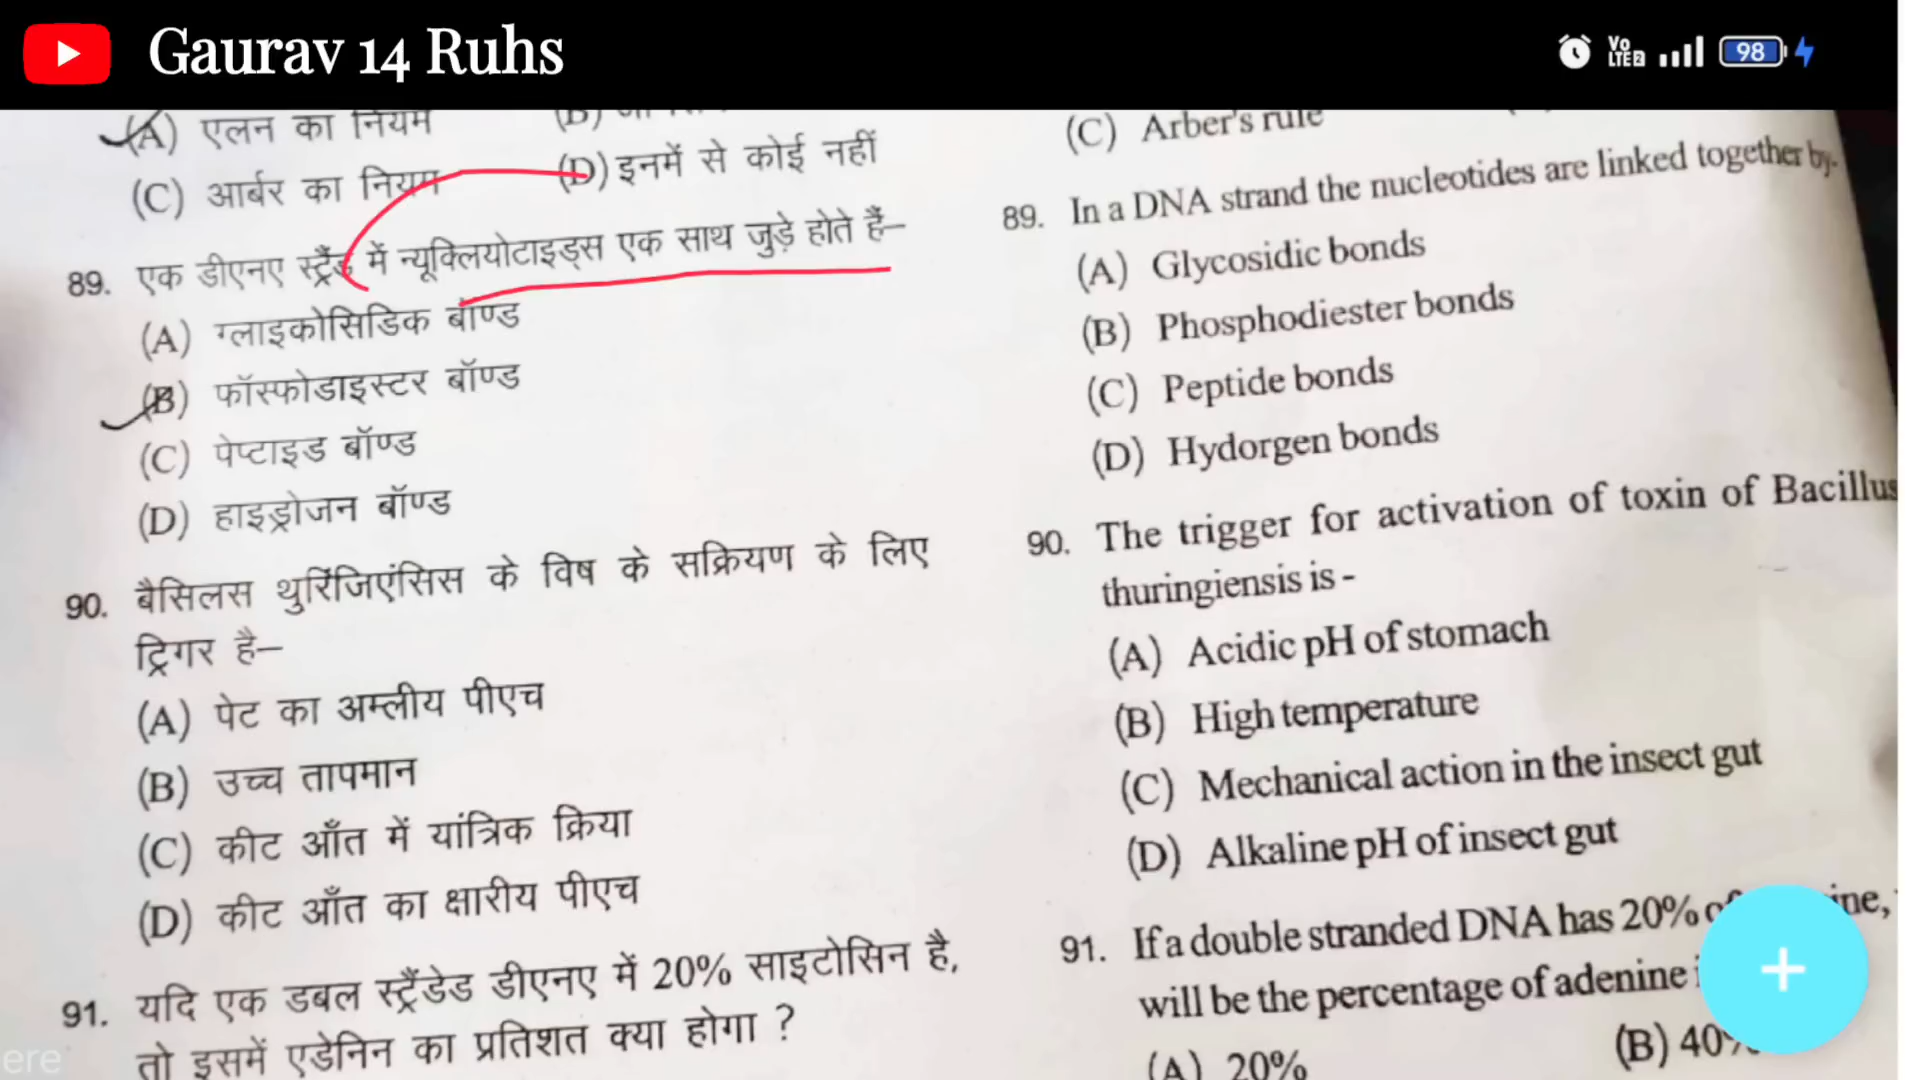 Gaurav 14 Ruhs
Vo
LTE 2
98
(A) एलन का नियम
(C) आर्बर का नियम
(D) इनमें से कोई नहीं
89. एक डीएनए स्ट्रैंड में न्यूक्लियोटाइड्स एक साथ जुड़े होते हैं–
(A) ग्लाइकोसिडिक बॉण्ड
(B) फॉस्फोडाइस्टर बॉण्ड
(C) पेप्टाइड बॉण्ड
(D) हाइड्रोजन बॉण्ड
90. बैसिलस थुरिंजिएंसिस के विष के सक्रियण के लिए
ट्रिगर है–
(A) पेट का अम्लीय पीएच
(B) उच्च तापमान
(C) कीट आँत में यांत्रिक क्रिया
(D) कीट आँत का क्षारीय पीएच
91. यदि एक डबल स्ट्रैंडेड डीएनए में 20% साइटोसिन है,
तो इसमें एडेनिन का प्रतिशत क्या होगा ?
ere
(C) Arber's rule
89. In a DNA strand the nucleotides are linked together by-
(A) Glycosidic bonds
(B) Phosphodiester bonds
(C) Peptide bonds
(D) Hydorgen bonds
90. The trigger for activation of toxin of Bacillus
thuringiensis is -
(A) Acidic pH of stomach
(B) High temperature
(C) Mechanical action in the insect gut
(D) Alkaline pH of insect gut
91. If a double stranded DNA has 20%
will be the percentage of adenine
(A) 20%
(B) 40%